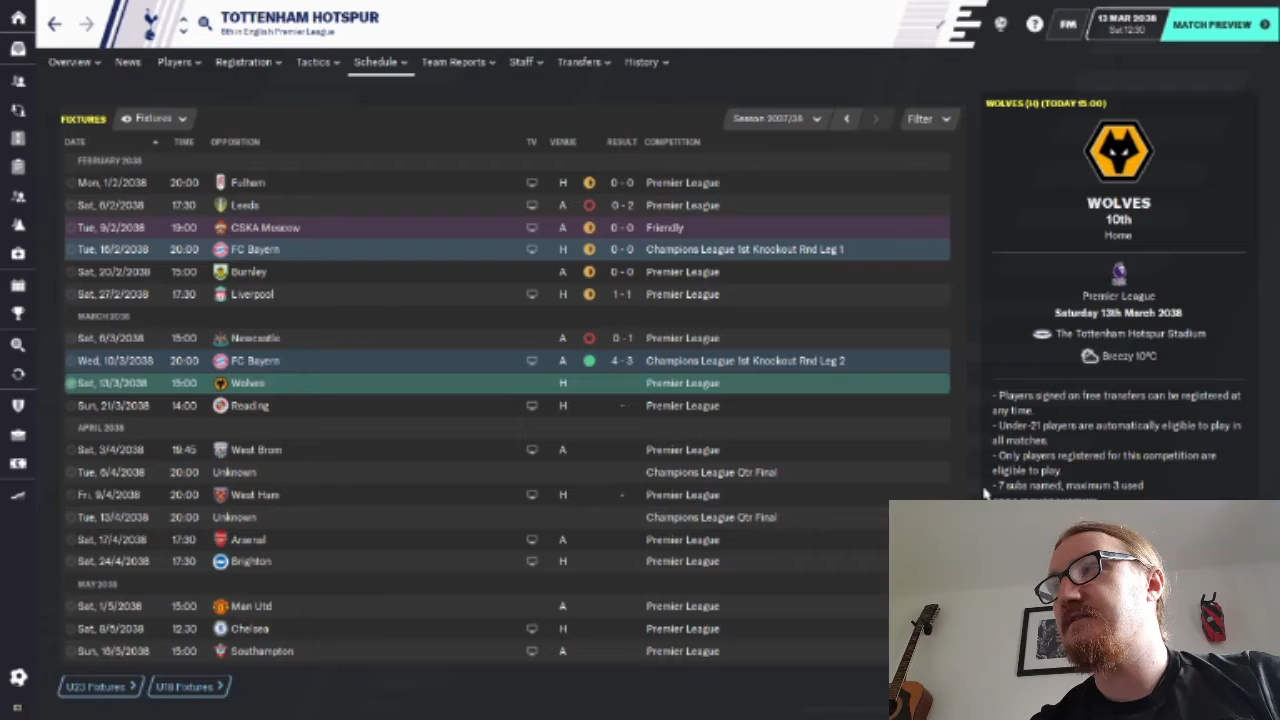 TOTTENHAM HOTSPUR
6th in English Premier League
FM
13 MAR 2038
Sat 12:30
MATCH PREVIEW
Overview News Players Registration Tactics Schedule Team Reports Staff Transfers History
FIXTURES Fixtures Season 2037/38 Filter
DATE TIME OPPOSITION TV VENUE RESULT COMPETITION
FEBRUARY 2038
Mon, 1/2/2038 20:00 Fulham H 0 - 0 Premier League
Sat, 6/2/2038 17:30 Leeds A 0 - 2 Premier League
Tue, 9/2/2038 19:00 CSKA Moscow A 0 - 0 Friendly
Tue, 16/2/2038 20:00 FC Bayern H 0 - 0 Champions League 1st Knockout Rnd Leg 1
Sat, 20/2/2038 15:00 Burnley A 0 - 0 Premier League
Sat, 27/2/2038 17:30 Liverpool H 1 - 1 Premier League
MARCH 2038
Sat, 6/3/2038 15:00 Newcastle A 0 - 1 Premier League
Wed, 10/3/2038 20:00 FC Bayern A 4 - 3 Champions League 1st Knockout Rnd Leg 2
Sat, 13/3/2038 15:00 Wolves H Premier League
Sun, 21/3/2038 14:00 Reading H - Premier League
APRIL 2038
Sat, 3/4/2038 19:45 West Brom A Premier League
Tue, 6/4/2038 20:00 Unknown Champions League Qtr Final
Fri, 9/4/2038 20:00 West Ham H - Premier League
Tue, 13/4/2038 20:00 Unknown Champions League Qtr Final
Sat, 17/4/2038 17:30 Arsenal A Premier League
Sat, 24/4/2038 17:30 Brighton H Premier League
MAY 2038
Sat, 1/5/2038 15:00 Man Utd A Premier League
Sat, 8/5/2038 12:30 Chelsea H Premier League
Sun, 16/5/2038 15:00 Southampton A Premier League
U23 Fixtures U18 Fixtures
WOLVES (H) (TODAY 15:00)
WOLVES
10th
Home
Premier League
Saturday 13th March 2038
The Tottenham Hotspur Stadium
Breezy 10°C
- Players signed on free transfers can be registered at
any time.
- Under-21 players are automatically eligible to play in
all matches.
- Only players registered for this competition are
eligible to play.
- 7 subs named, maximum 3 used